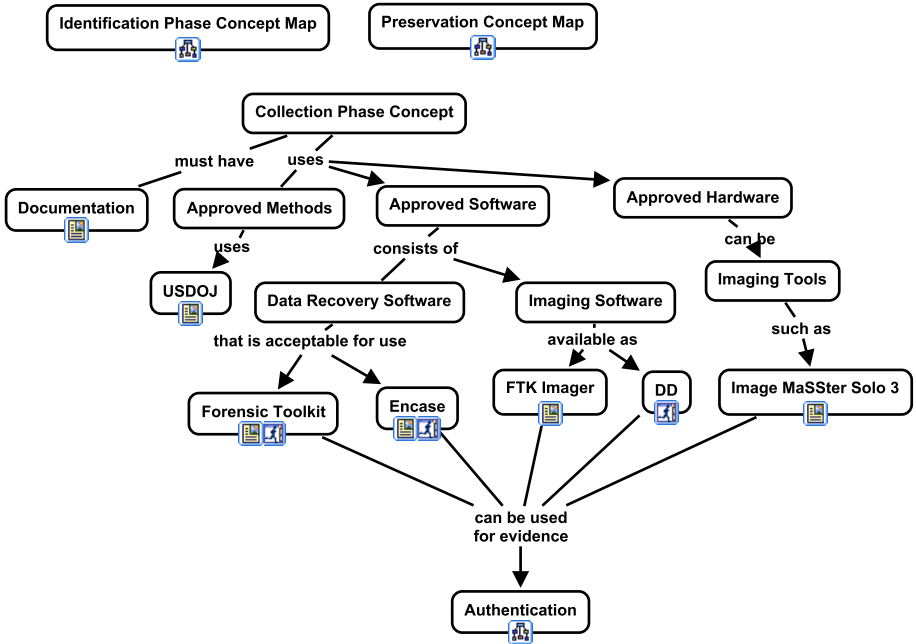 Identification Phase Concept Map
Preservation Concept Map
Collection Phase Concept
must have
uses
Documentation
Approved Methods
Approved Software
Approved Hardware
uses
consists of
can be
USDOJ
Data Recovery Software
Imaging Software
Imaging Tools
that is acceptable for use
available as
such as
Forensic Toolkit
Encase
FTK Imager
DD
Image MaSSter Solo 3
can be used
for evidence
Authentication